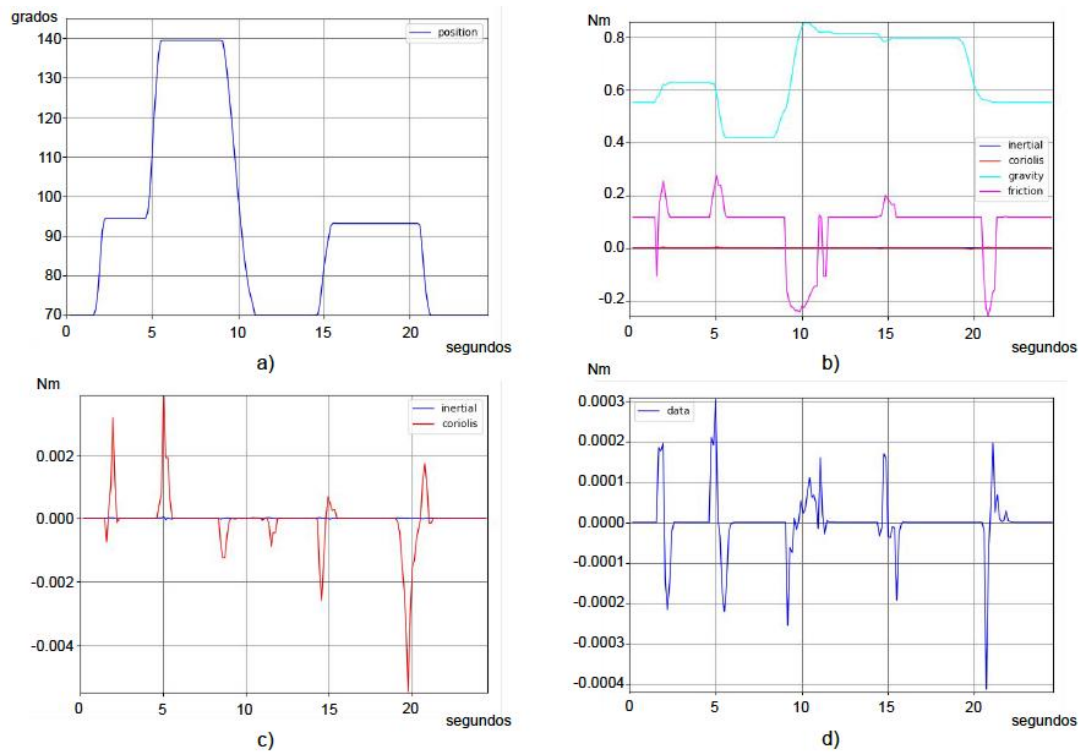 grados
140
130
120
110
100
90
80
70
0
5
10
15
20
position
segundos
a)
Nm
0.8
0.6
0.4
0.2
0.0
-0.2
0
5
10
15
20
inertial
coriolis
gravity
friction
segundos
b)
Nm
0.002
0.000
-0.002
-0.004
0
5
10
15
20
inertial
coriolis
segundos
c)
Nm
0.0003
0.0002
0.0001
0.0000
-0.0001
-0.0002
-0.0003
-0.0004
0
5
10
15
20
data
segundos
d)